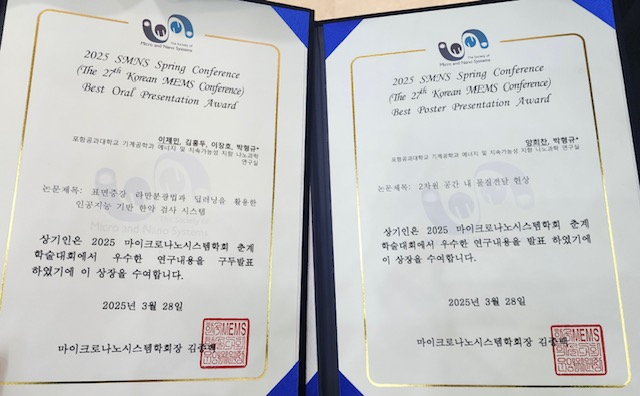 The Society of
Micro and Nano Systems
2025 SMNS Spring Conference
(The 27th Korean MEMS Conference)
Best Oral Presentation Award
이제민, 김홍두, 이장호, 박형규*
포항공과대학교 기계공학과 에너지 및 지속가능성 지향 나노과학
연구실
논문제목: 표면증강 라만분광법과 딥러닝을 활용한
인공지능 기반 한약 검사 시스템
상기인은 2025 마이크로나노시스템학회 춘계
학술대회에서 우수한 연구내용을 구두발표
하였기에 이 상장을 수여합니다.
2025년 3월 28일
마이크로나노시스템학회장 김종백
The Society of
Micro and Nano Systems
2025 SMNS Spring Conference
(The 27th Korean MEMS Conference)
Best Poster Presentation Award
임희찬, 박형규*
포항공과대학교 기계공학과 에너지 및 지속가능성 지향 나노과학
연구실
논문제목: 2차원 공간 내 물질전달 현상
상기인은 2025 마이크로나노시스템학회 춘계
학술대회에서 우수한 연구내용을 발표 하였기에
이 상장을 수여합니다.
2025년 3월 28일
마이크로나노시스템학회장 김종백